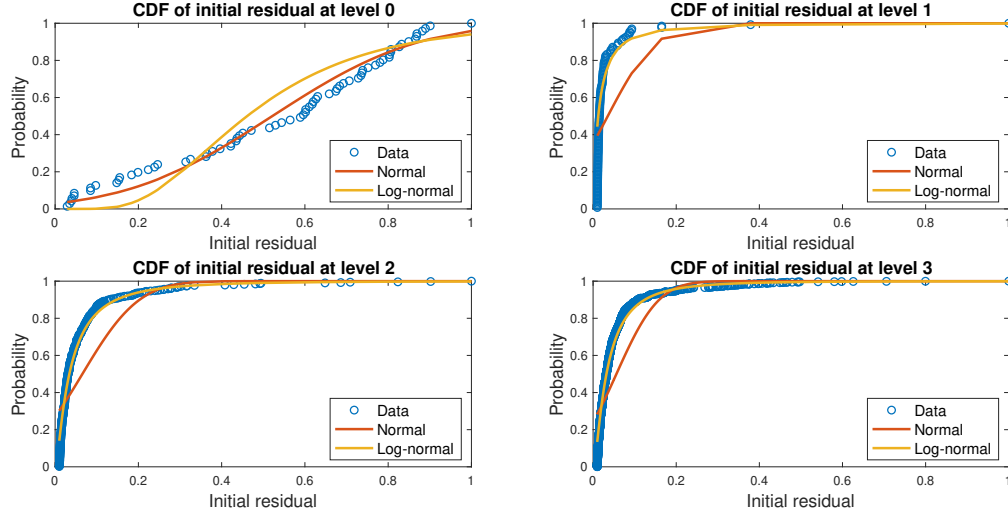 CDF of initial residual at level 0
Probability
1
0.8
0.6
0.4
0.2
0
0
0.2
0.4
0.6
0.8
1
Initial residual
Data
Normal
Log-normal
CDF of initial residual at level 1
Probability
1
0.8
0.6
0.4
0.2
0
0
0.2
0.4
0.6
0.8
1
Initial residual
Data
Normal
Log-normal
CDF of initial residual at level 2
Probability
1
0.8
0.6
0.4
0.2
0
0
0.2
0.4
0.6
0.8
1
Initial residual
Data
Normal
Log-normal
CDF of initial residual at level 3
Probability
1
0.8
0.6
0.4
0.2
0
0
0.2
0.4
0.6
0.8
1
Initial residual
Data
Normal
Log-normal